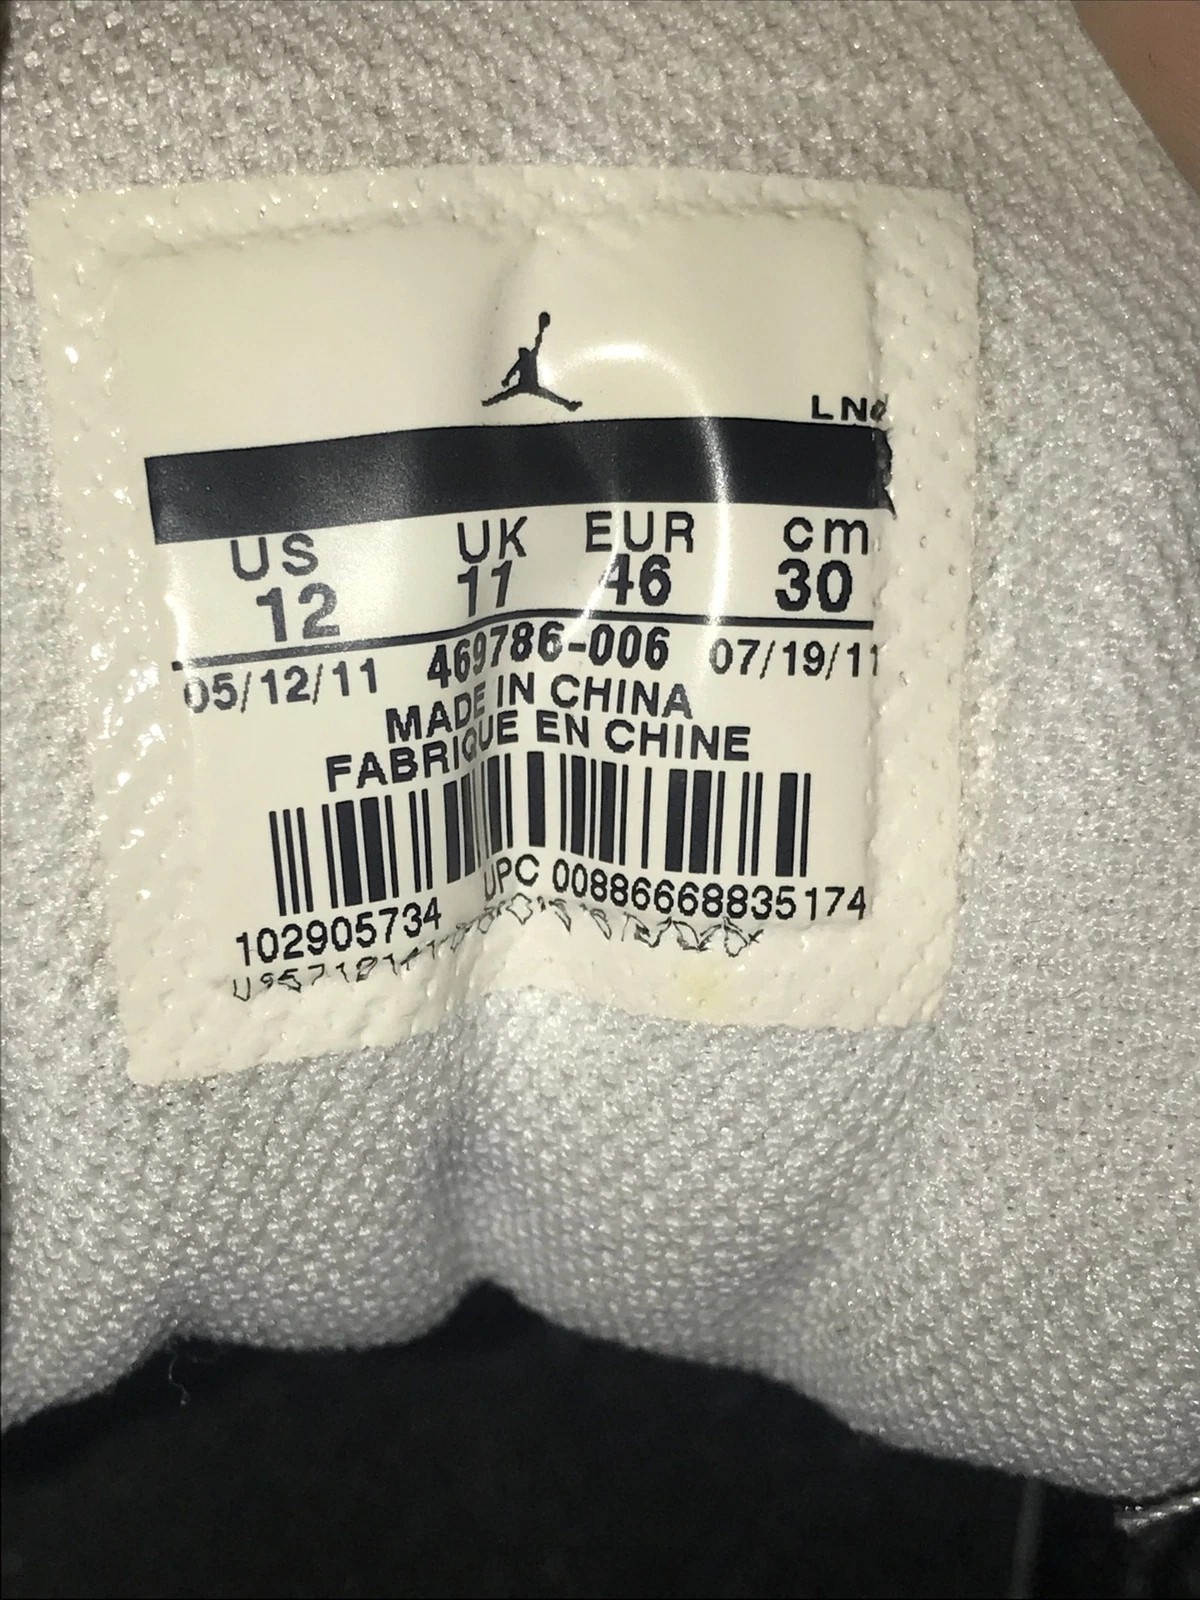 LN
US UK EUR cm
12 11 46 30
05/12/11 469786-006 07/19/11
MADE IN CHINA
FABRIQUE EN CHINE
102905734 UPC 00886668835174